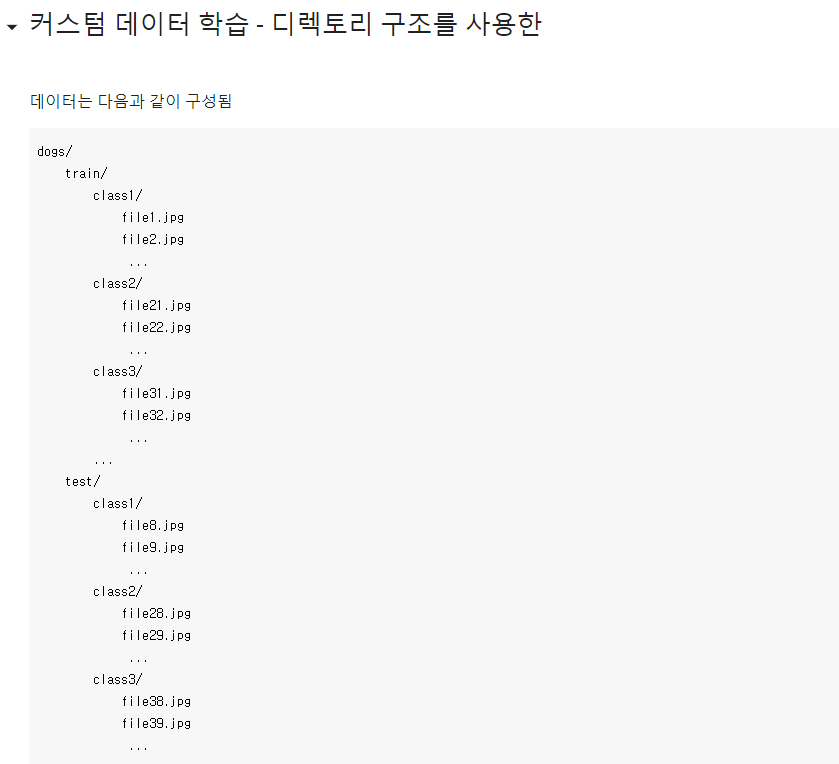 커스텀 데이터 학습 - 디렉토리 구조를 사용한
데이터는 다음과 같이 구성됨
dogs/
train/
class1/
file1.jpg
file2.jpg
...
class2/
file21.jpg
file22.jpg
...
class3/
file31.jpg
file32.jpg
...
...
test/
class1/
file8.jpg
file9.jpg
...
class2/
file28.jpg
file29.jpg
...
class3/
file38.jpg
file39.jpg
...